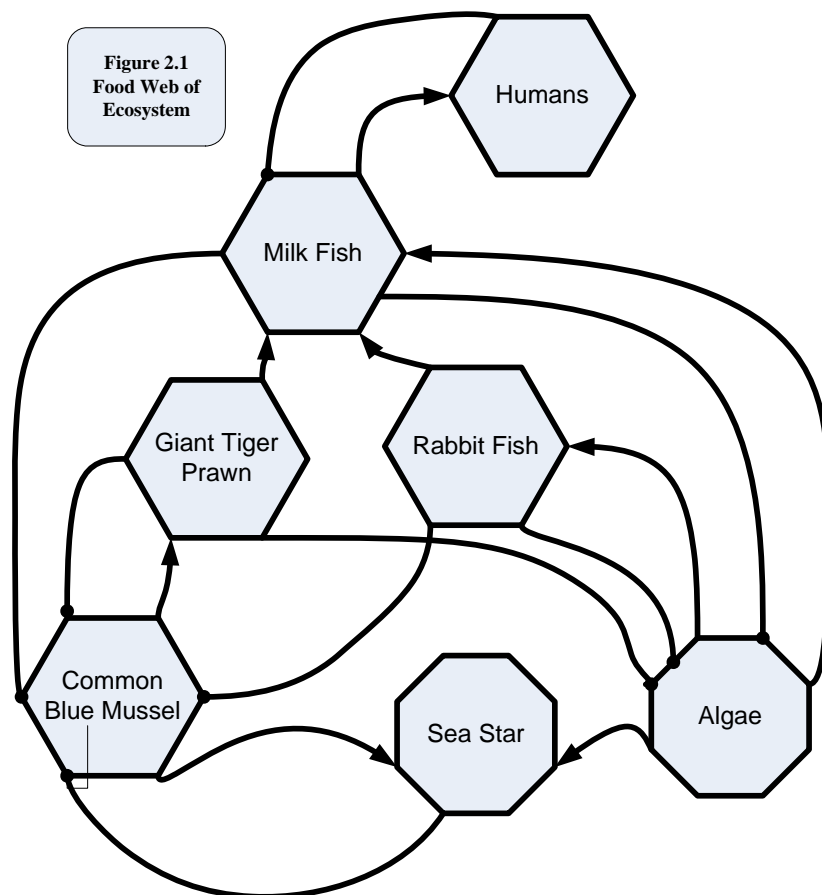 Figure 2.1
Food Web of
Ecosystem
Humans
Milk Fish
Giant Tiger
Prawn
Rabbit Fish
Common
Blue Mussel
Sea Star
Algae